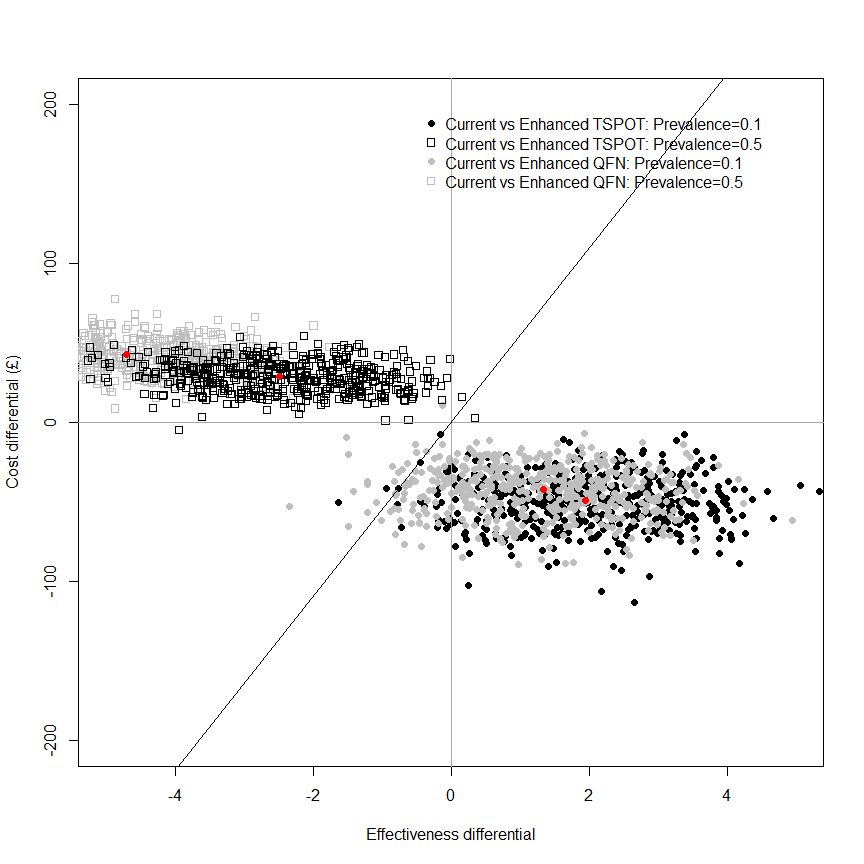 200
Current vs Enhanced TSPOT: Prevalence=0.1
Current vs Enhanced TSPOT: Prevalence=0.5
Current vs Enhanced QFN: Prevalence=0.1
Current vs Enhanced QFN: Prevalence=0.5
100
Cost differential (£)
0
-100
-200
-4 -2 0 2 4
Effectiveness differential